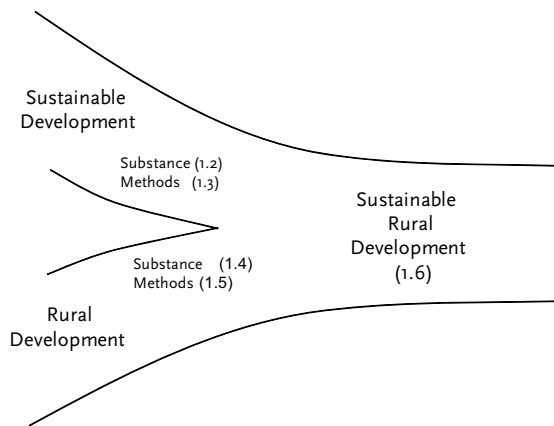 Sustainable
Development
Substance (1.2)
Methods (1.3)
Sustainable
Rural
Development
(1.6)
Substance (1.4)
Methods (1.5)
Rural
Development